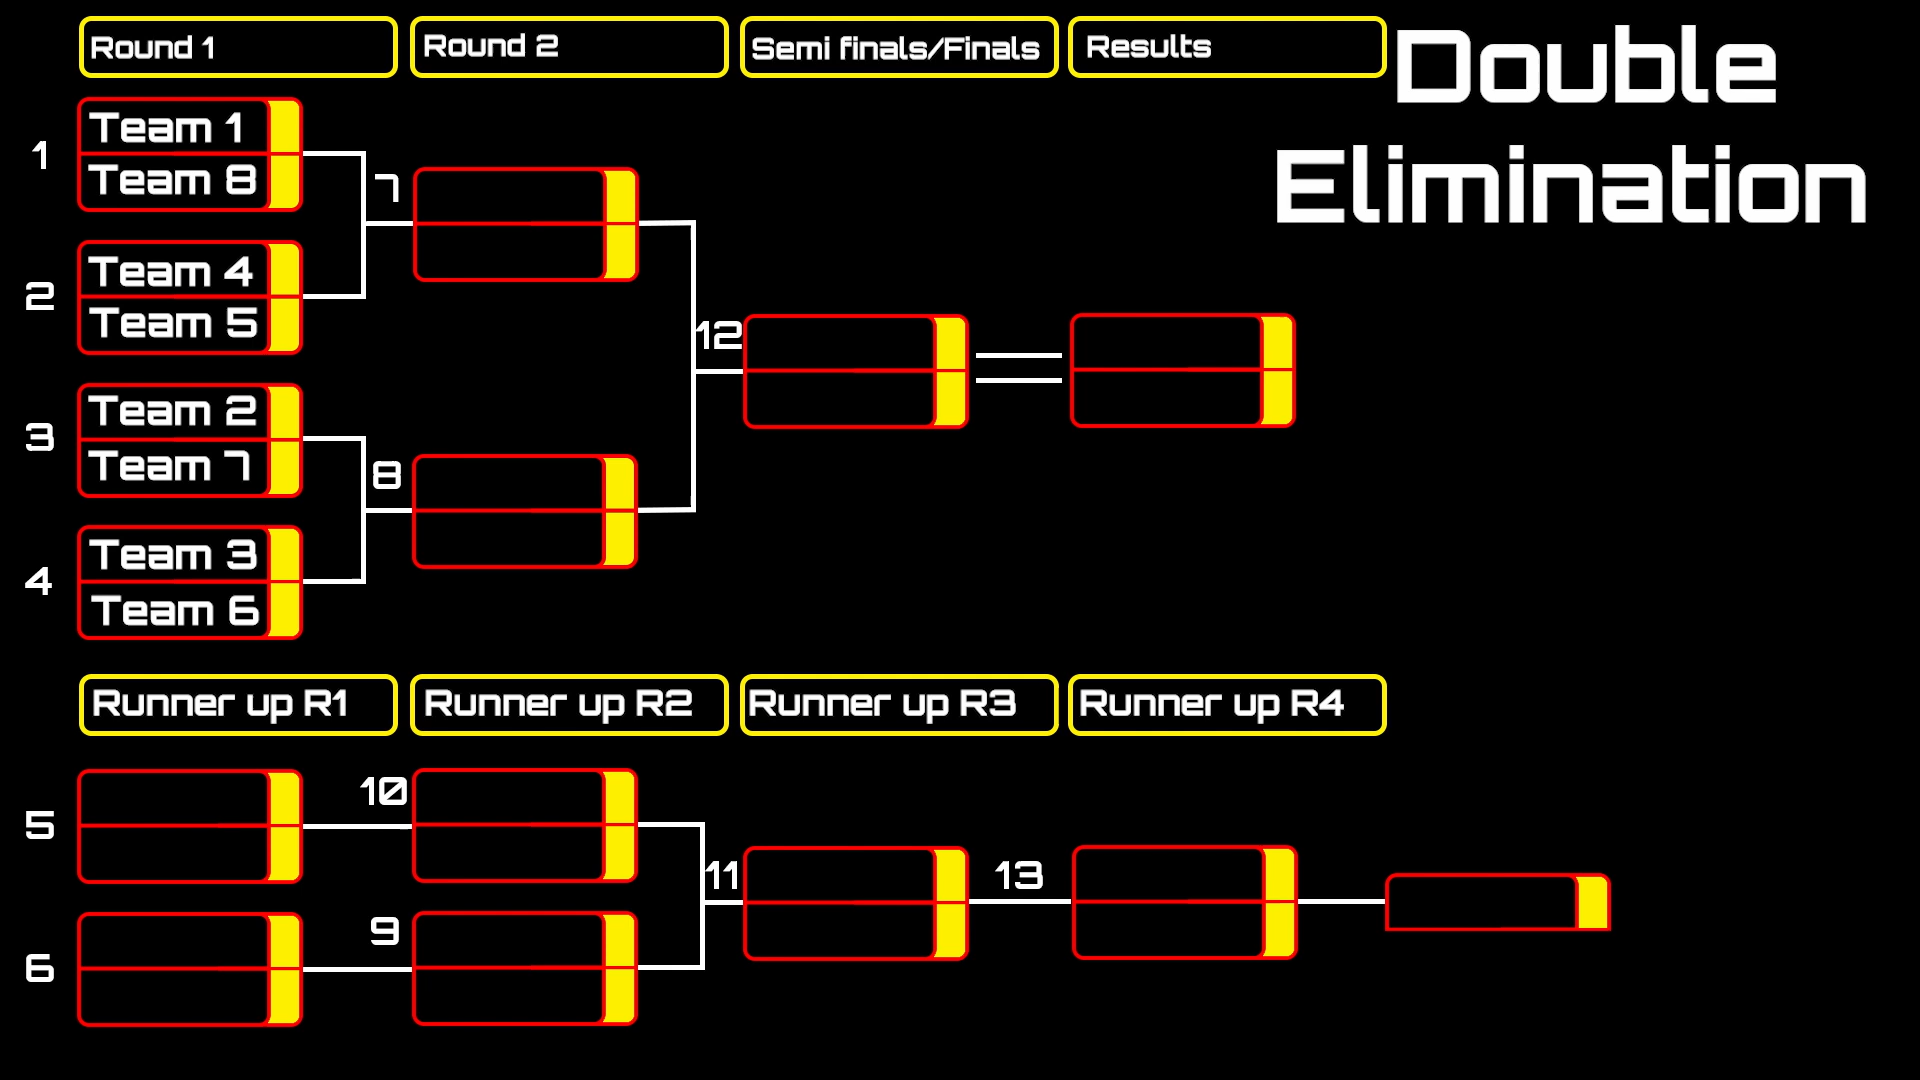 Round 1
Round 2
Semi finals/Finals
Results
Double
Elimination
1
Team 1
Team 8
7
2
Team 4
Team 5
12
3
Team 2
Team 7
8
4
Team 3
Team 6
Runner up R1
Runner up R2
Runner up R3
Runner up R4
5
10
11
13
6
9